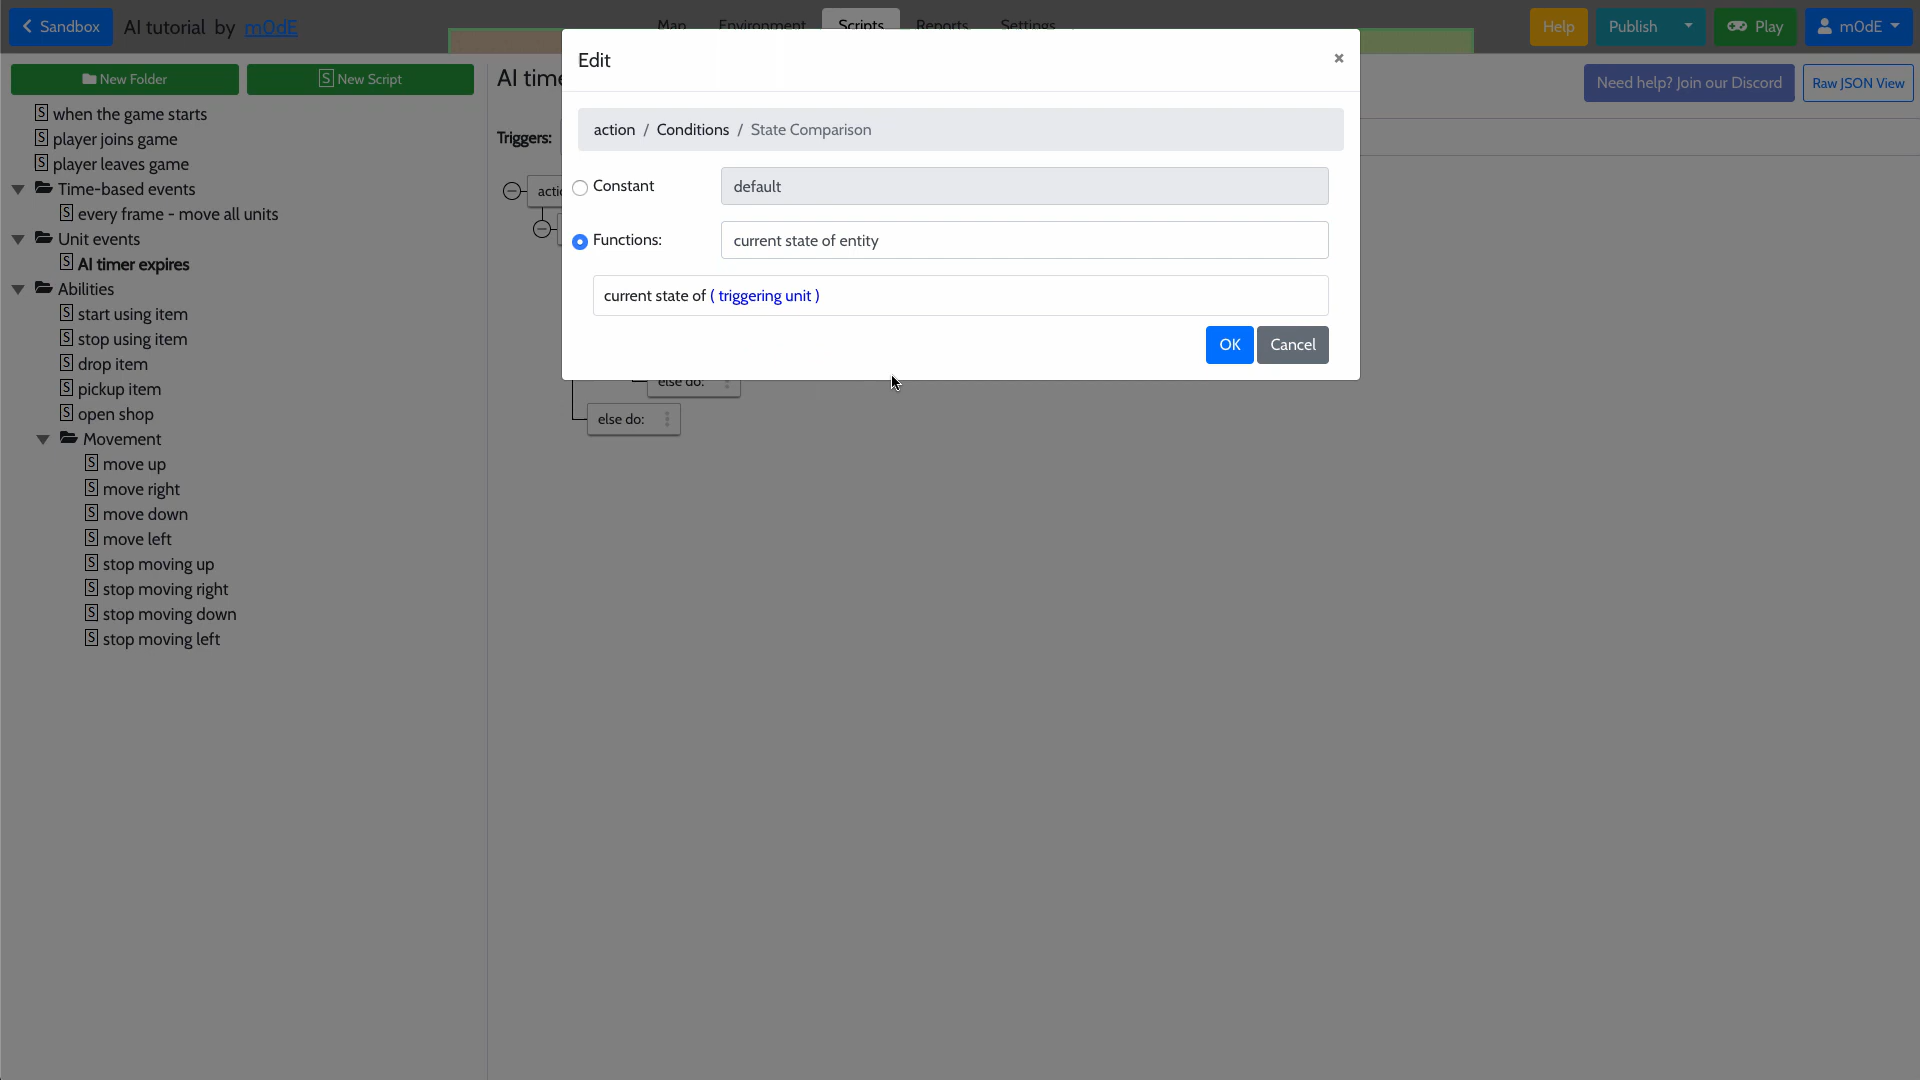 Sandbox
AI tutorial by m0dE
Map
Environment
Scripts
Reports
Settings
Help
Publish
Play
m0dE
New Folder
New Script
when the game starts
player joins game
player leaves game
Time-based events
every frame - move all units
Unit events
AI timer expires
Abilities
start using item
stop using item
drop item
pickup item
open shop
Movement
move up
move right
move down
move left
stop moving up
stop moving right
stop moving down
stop moving left
Need help? Join our Discord
Raw JSON View
Triggers:
Edit
×
action / Conditions / State Comparison
Constant
default
Functions:
current state of entity
current state of ( triggering unit )
OK
Cancel
else do:
else do: